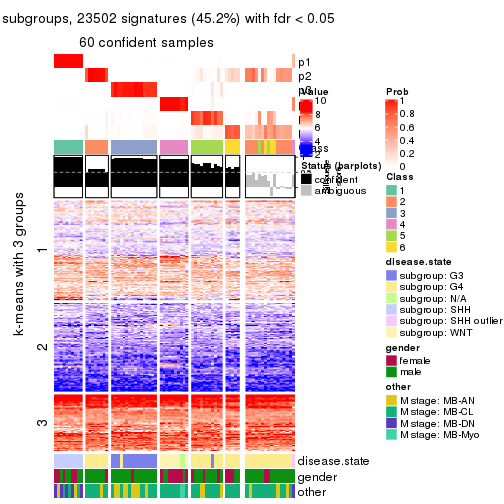 subgroups, 23502 signatures (45.2%) with fdr < 0.05
60 confident samples
p1
p2
Value
10
8
6
4
2
Prob
1
0.8
0.6
0.4
0.2
0
Status (barplots)
confident
ambiguous
Class
1
2
3
4
5
6
k-means with 3 groups
1
2
3
disease.state
subgroup: G3
subgroup: G4
subgroup: N/A
subgroup: SHH
subgroup: SHH outlier
subgroup: WNT
gender
female
male
other
M stage: MB-AN
M stage: MB-CL
M stage: MB-DN
M stage: MB-Myo
disease.state
gender
other